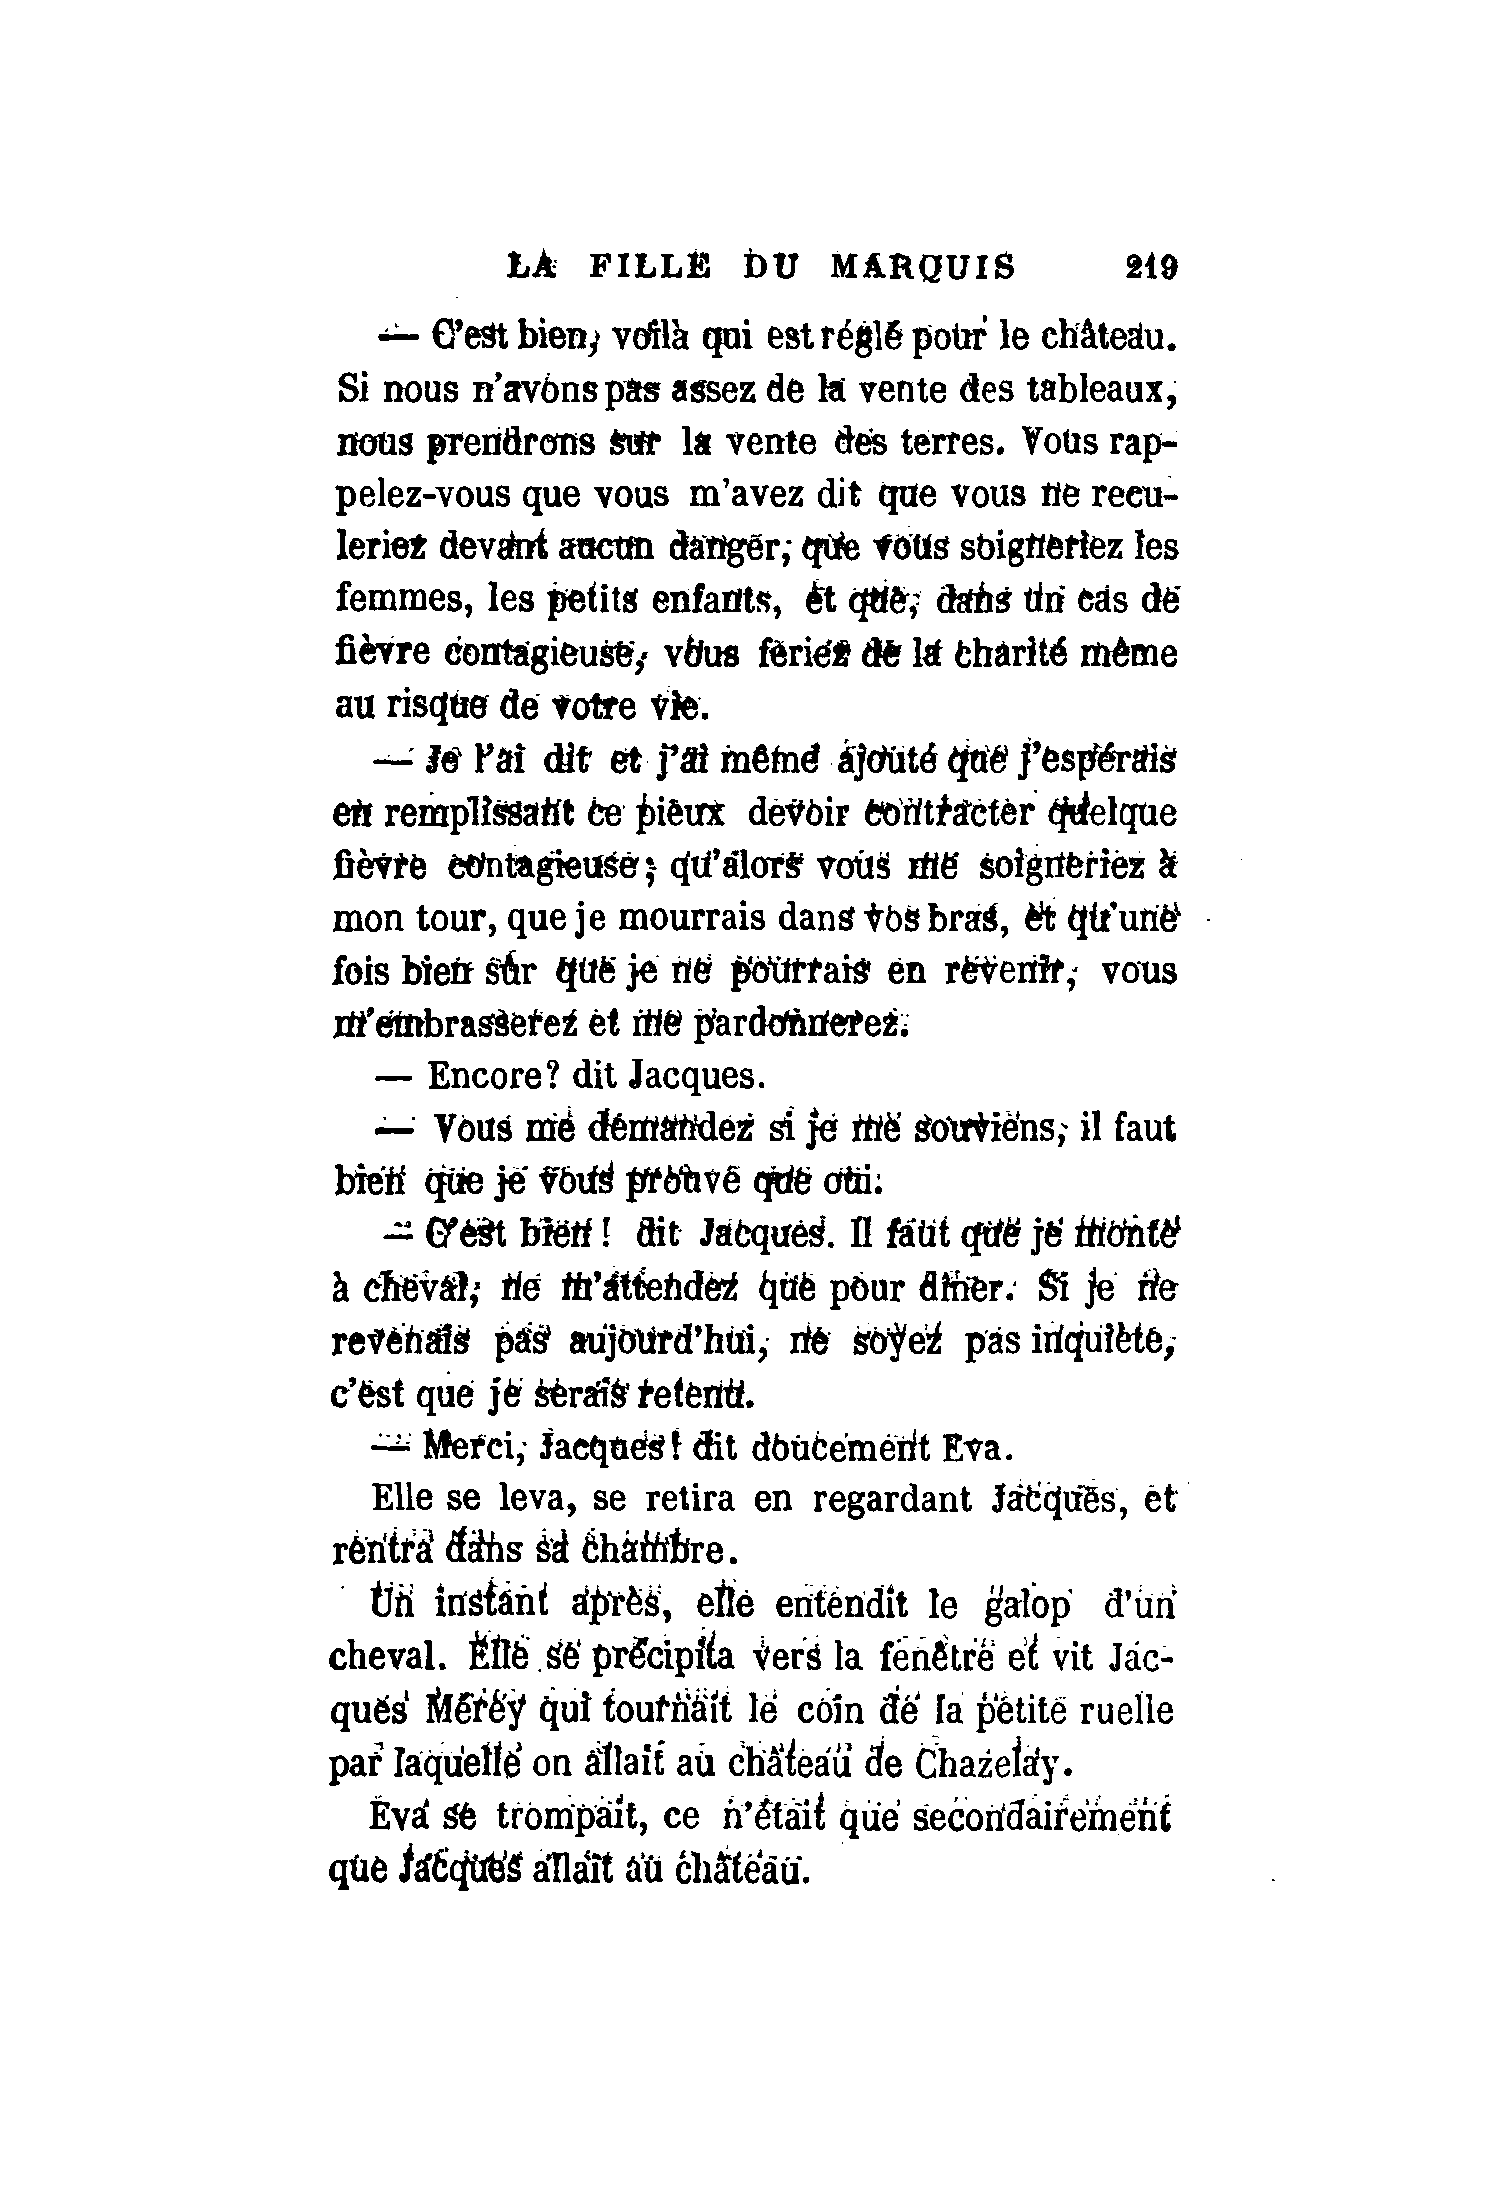 LA FILLE DU MARQUIS 219
— C'est bien, voilà qui est réglé pour le château.
Si nous n'avons pas assez de la vente des tableaux,
nous prendrons sur la vente des terres. Vous rap-
pelez-vous que vous m'avez dit que vous ne recu-
leriez devant aucun danger, que vous soigneriez les
femmes, les petits enfants, et que, dans un cas de
fièvre contagieuse, vous feriez de la charité même
au risque de votre vie.
— Je l'ai dit et j'ai même ajouté que j'espérais
en remplissant ce pieux devoir contracter quelque
fièvre contagieuse; qu'alors vous me soigneriez à
mon tour, que je mourrais dans vos bras, et qu'une
fois bien sûr que je ne pourrais en revenir, vous
m'embrasserez et me pardonnerez.
— Encore? dit Jacques.
— Vous me demandez si je me souviens, il faut
bien que je vous prouve que oui.
— C'est bien! dit Jacques. Il faut que je monte
à cheval, ne m'attendez que pour dîner. Si je ne
revenais pas aujourd'hui, ne soyez pas inquiète,
c'est que je serais retenu.
— Merci, Jacques! dit doucement Eva.
Elle se leva, se retira en regardant Jacques, et
rentra dans sa chambre.
Un instant après, elle entendit le galop d'un
cheval. Elle se précipita vers la fenêtre et vit Jac-
ques Mérey qui tournait le coin de la petite ruelle
par laquelle on allait au château de Chazelay.
Eva se trompait, ce n'était que secondairement
que Jacques allait au château.